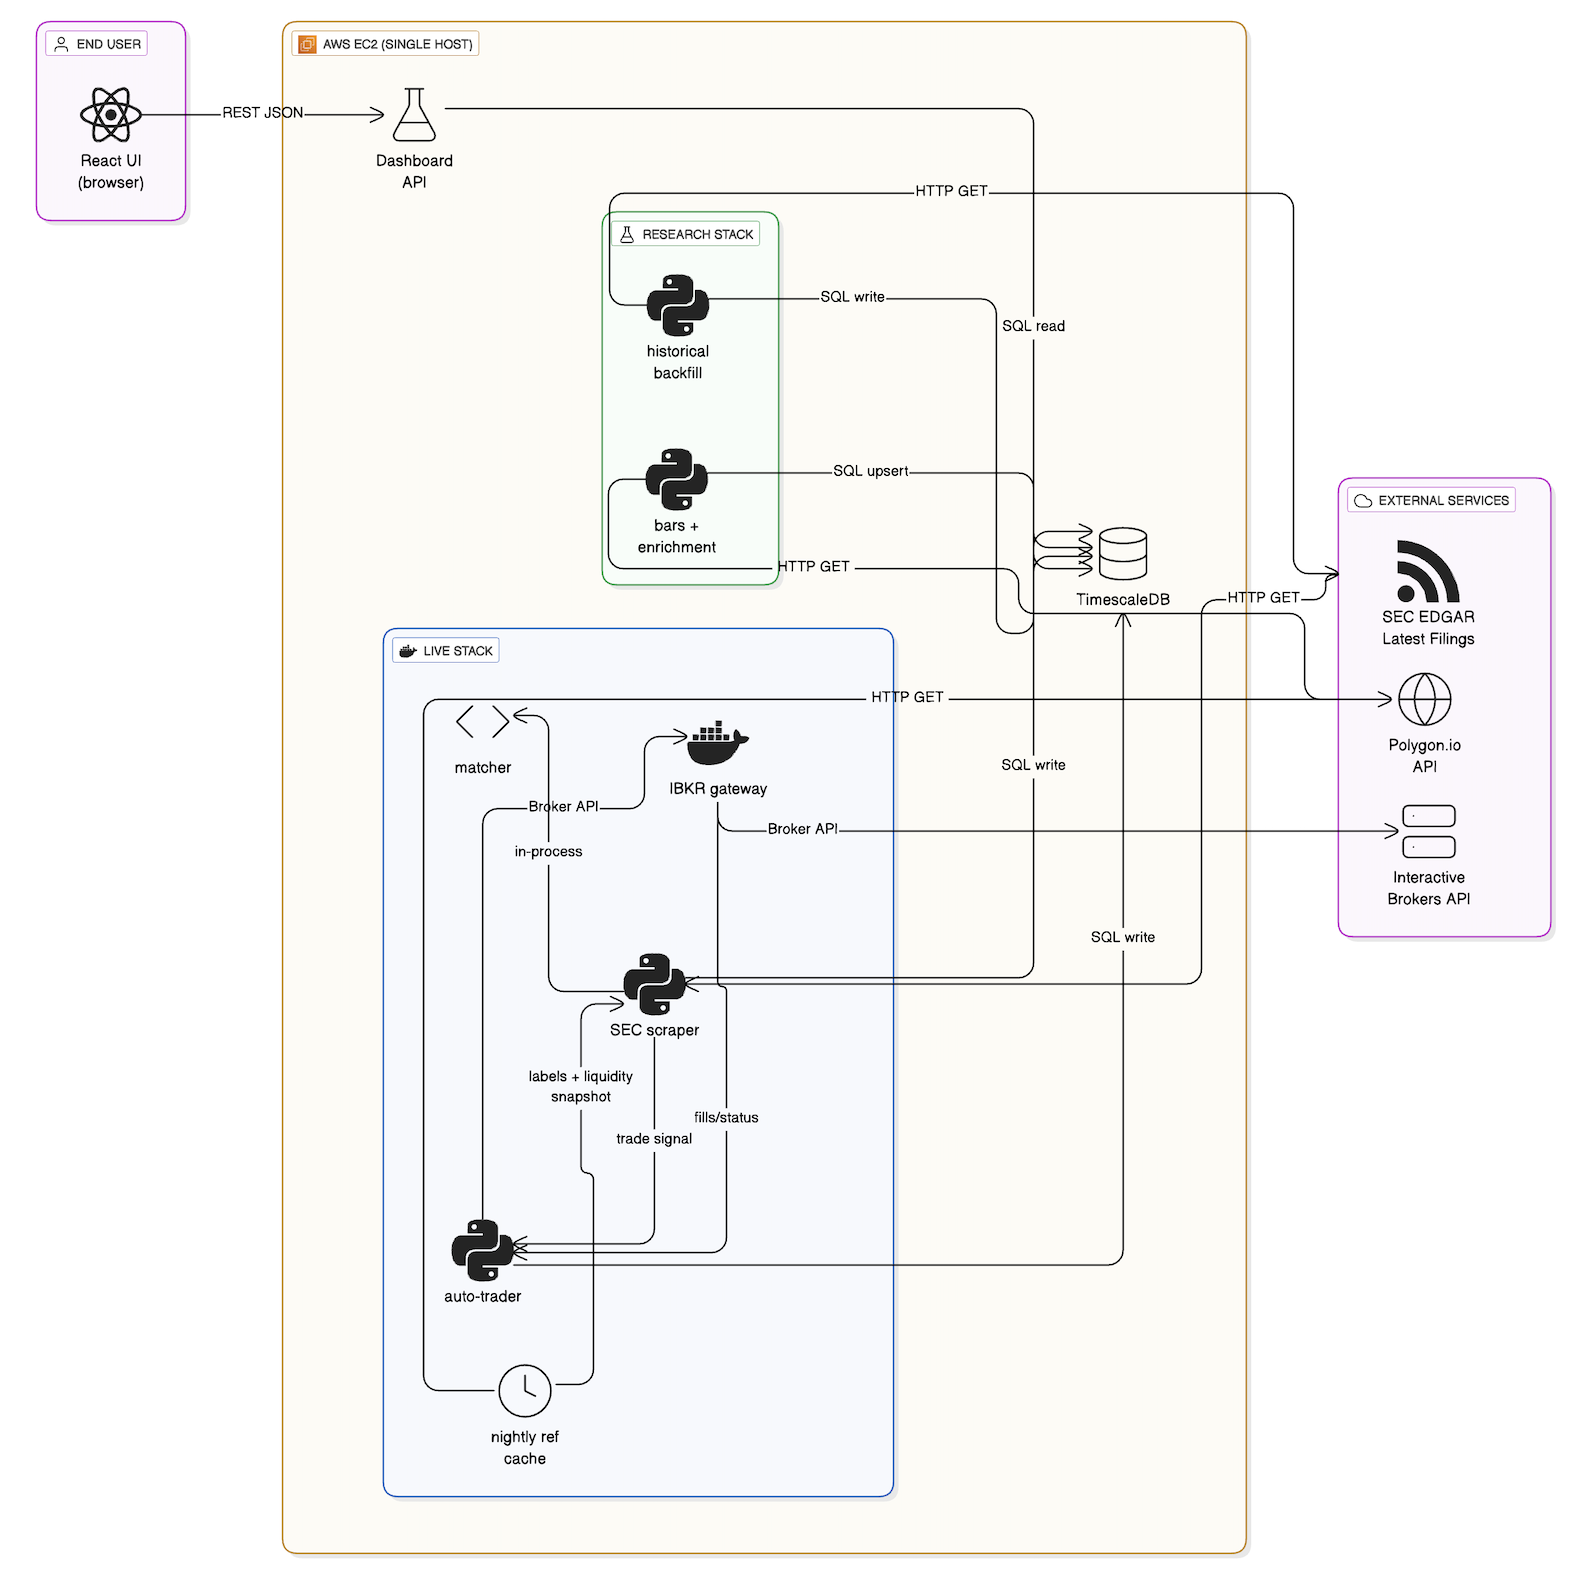 END USER
AWS EC2 (SINGLE HOST)
REST JSON
React UI
(browser)
Dashboard
API
HTTP GET
RESEARCH STACK
SQL write
SQL read
historical
backfill
SQL upsert
EXTERNAL SERVICES
bars +
enrichment
HTTP GET
TimescaleDB
HTTP GET
SEC EDGAR
Latest Filings
LIVE STACK
HTTP GET
matcher
IBKR gateway
SQL write
Polygon.io
API
Broker API
Broker API
in-process
Interactive
Brokers API
SQL write
SEC scraper
labels + liquidity
snapshot
fills/status
trade signal
auto-trader
nightly ref
cache